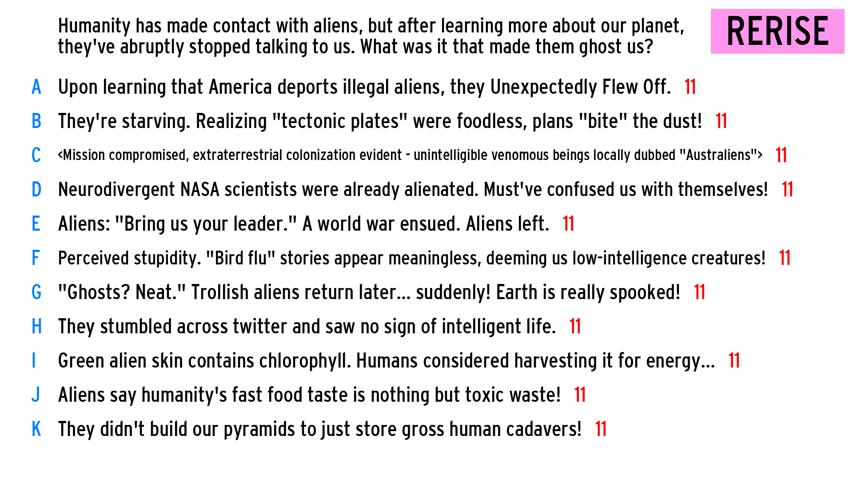 Humanity has made contact with aliens, but after learning more about our planet,
they've abruptly stopped talking to us. What was it that made them ghost us?
RERISE
A Upon learning that America deports illegal aliens, they Unexpectedly Flew Off. 11
B They're starving. Realizing "tectonic plates" were foodless, plans "bite" the dust! 11
C <Mission compromised, extraterrestrial colonization evident - unintelligible venomous beings locally dubbed "Australiens"> 11
D Neurodivergent NASA scientists were already alienated. Must've confused us with themselves! 11
E Aliens: "Bring us your leader." A world war ensued. Aliens left. 11
F Perceived stupidity. "Bird flu" stories appear meaningless, deeming us low-intelligence creatures! 11
G "Ghosts? Neat." Trollish aliens return later... suddenly! Earth is really spooked! 11
H They stumbled across twitter and saw no sign of intelligent life. 11
I Green alien skin contains chlorophyll. Humans considered harvesting it for energy... 11
J Aliens say humanity's fast food taste is nothing but toxic waste! 11
K They didn't build our pyramids to just store gross human cadavers! 11